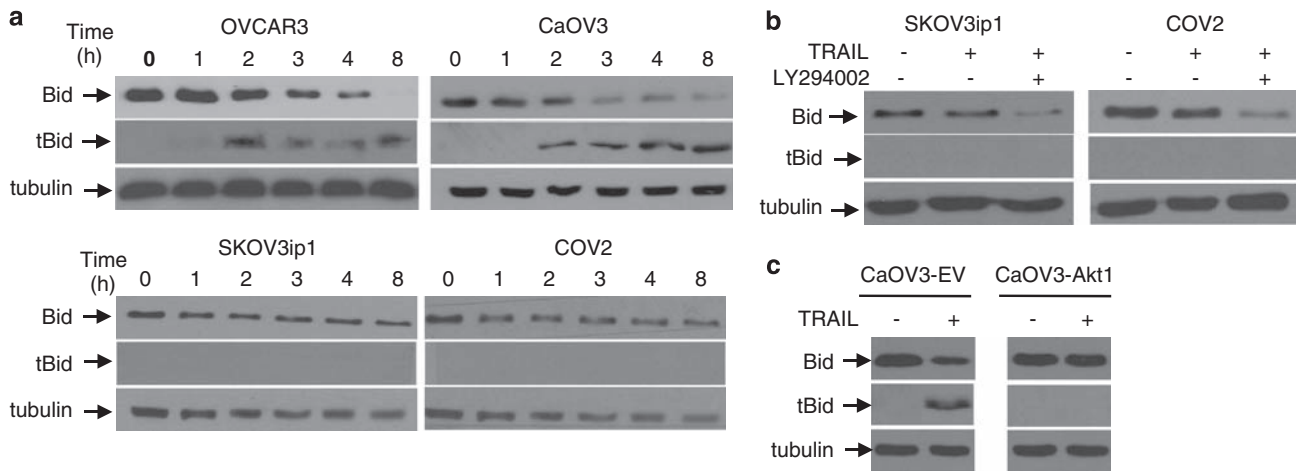 a
OVCAR3
CaOV3
Time
(h)
0 1 2 3 4 8
0 1 2 3 4 8
Bid
tBid
tubulin
SKOV3ip1
COV2
Time
(h)
0 1 2 3 4 8
0 1 2 3 4 8
Bid
tBid
tubulin
b
SKOV3ip1
COV2
TRAIL - + + - + +
LY294002 - - + - - +
Bid
tBid
tubulin
c
CaOV3-EV
CaOV3-Akt1
TRAIL - + - +
Bid
tBid
tubulin